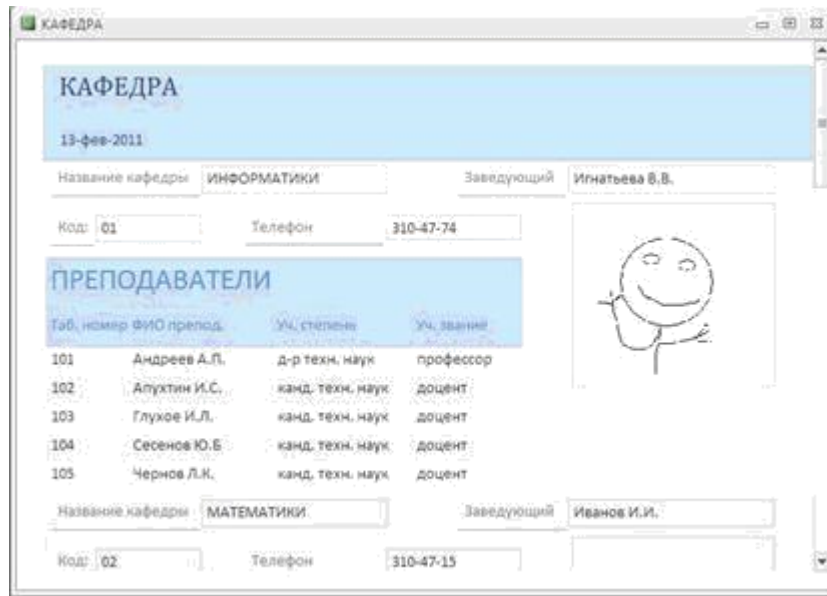 КАФЕДРА
КАФЕДРА
13-фев-2011
Название кафедры ИНФОРМАТИКИ Заведующий Игнатьева В.В.
Код: 01 Телефон 310-47-74
ПРЕПОДАВАТЕЛИ
Таб. номер ФИО препод. Уч. степень Уч. звание
101 Андреев А.П. д-р техн. наук профессор
102 Апухтин И.С. канд. техн. наук доцент
103 Глухов И.Л. канд. техн. наук доцент
104 Сесенов Ю.Б канд. техн. наук доцент
105 Чернов Л.К. канд. техн. наук доцент
Название кафедры МАТЕМАТИКИ Заведующий Иванов И.И.
Код: 02 Телефон 310-47-15